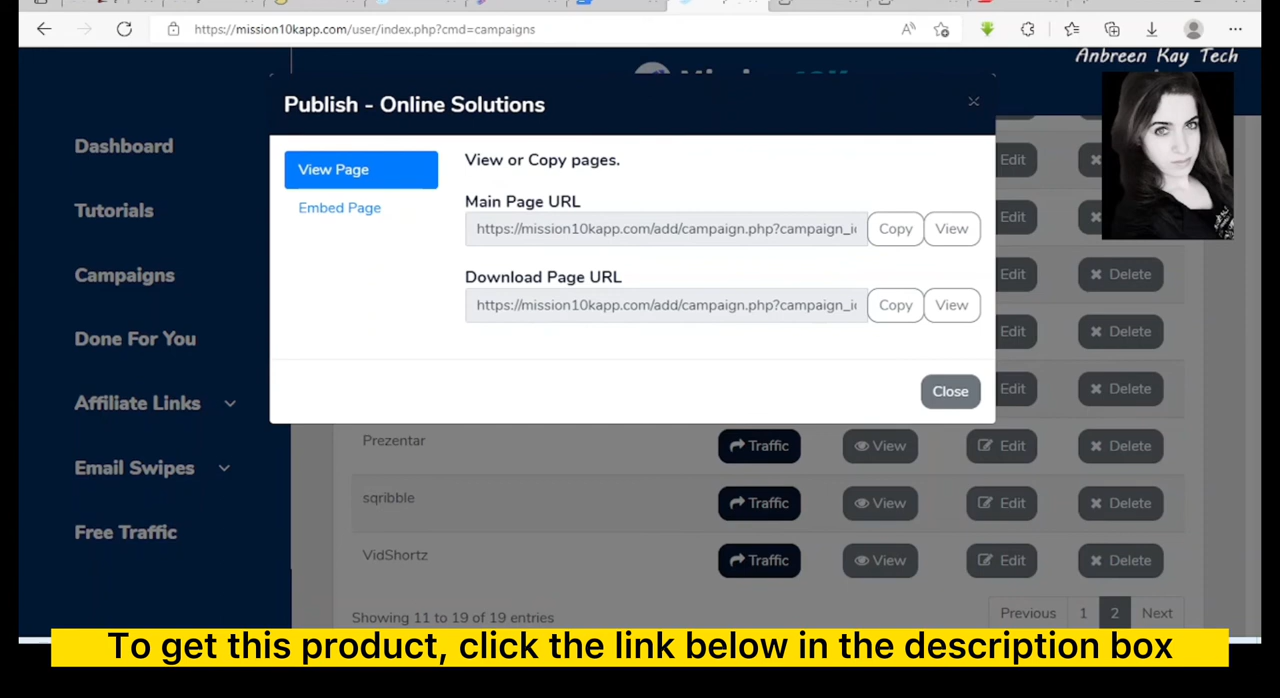 https://mission10kapp.com/user/index.php?cmd=campaigns
Anbreen Kay Tech
Publish - Online Solutions
×
Dashboard
Tutorials
Campaigns
Done For You
Affiliate Links
Email Swipes
Free Traffic
View Page
Embed Page
View or Copy pages.
Main Page URL
https://mission10kapp.com/add/campaign.php?campaign_i
Copy View
Download Page URL
https://mission10kapp.com/add/campaign.php?campaign_i
Copy View
Close
Edit
Edit
Edit Delete
Edit Delete
Edit Delete
Prezentar Traffic View Edit Delete
sqribble Traffic View Edit Delete
VidShortz Traffic View Edit Delete
Showing 11 to 19 of 19 entries
Previous 1 2 Next
To get this product, click the link below in the description box